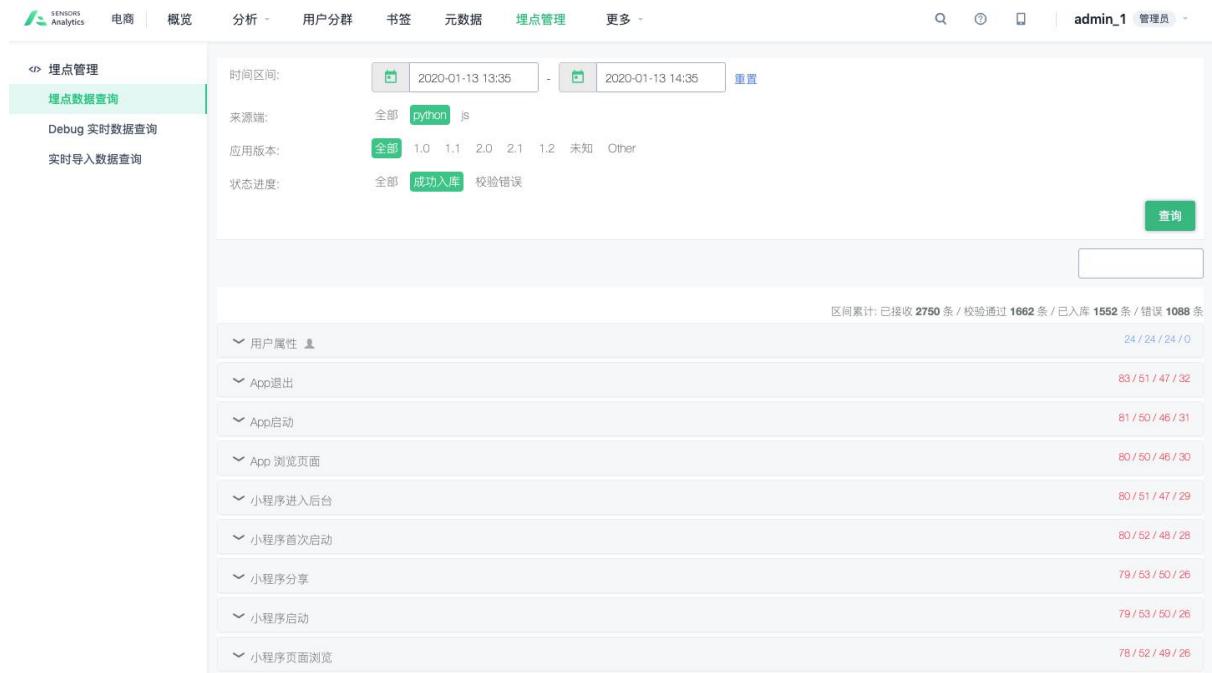 SENSORS Analytics 电商 概览 分析 用户分群 书签 元数据 埋点管理 更多 admin_1 管理员
埋点管理
埋点数据查询
Debug 实时数据查询
实时导入数据查询
时间区间: 2020-01-13 13:35 - 2020-01-13 14:35 重置
来源端: 全部 python js
应用版本: 全部 1.0 1.1 2.0 2.1 1.2 未知 Other
状态进度: 全部 成功入库 校验错误
查询
区间累计: 已接收 2750 条 / 校验通过 1662 条 / 已入库 1552 条 / 错误 1088 条
用户属性 24 / 24 / 24 / 0
App退出 83 / 51 / 47 / 32
App启动 81 / 50 / 46 / 31
App 浏览页面 80 / 50 / 46 / 30
小程序进入后台 80 / 51 / 47 / 29
小程序首次启动 80 / 52 / 48 / 28
小程序分享 79 / 53 / 50 / 26
小程序启动 79 / 53 / 50 / 26
小程序页面浏览 78 / 52 / 49 / 26